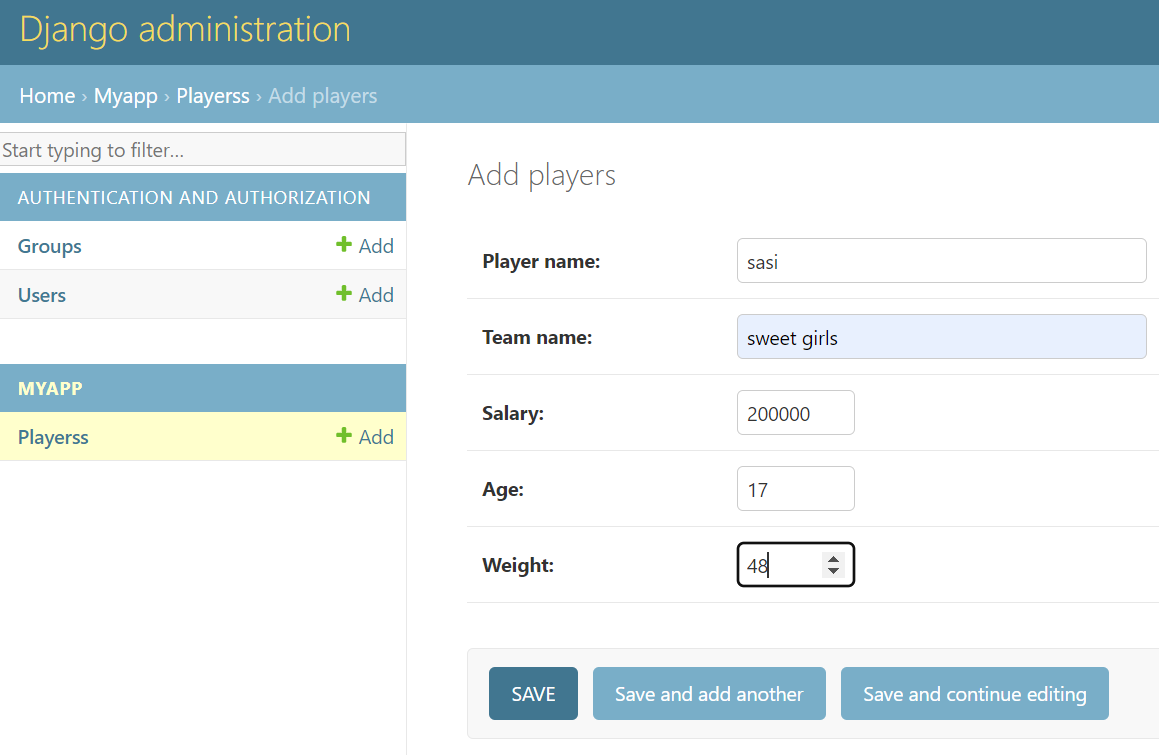 Django administration
Home › Myapp › Playerss › Add players
Start typing to filter...
AUTHENTICATION AND AUTHORIZATION
Groups + Add
Users + Add
MYAPP
Playerss + Add
Add players
Player name: sasi
Team name: sweet girls
Salary: 200000
Age: 17
Weight: 48
SAVE Save and add another Save and continue editing